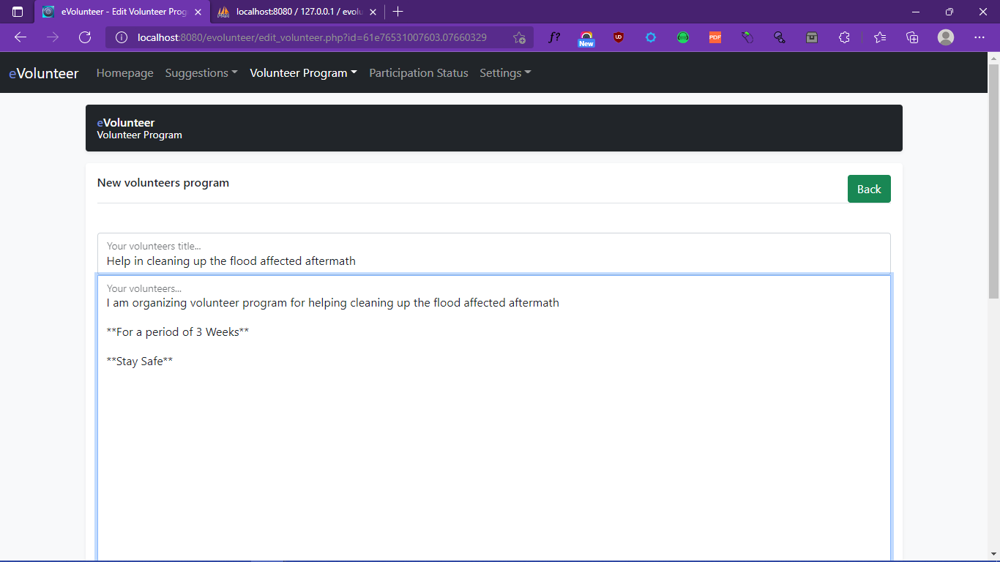 eVolunteer - Edit Volunteer Prog
localhost:8080 / 127.0.0.1 / evolu
localhost:8080/evolunteer/edit_volunteer.php?id=61e76531007603.07660329
f?
New
UD
PDF
eVolunteer Homepage Suggestions Volunteer Program Participation Status Settings
eVolunteer
Volunteer Program
New volunteers program
Back
Your volunteers title...
Help in cleaning up the flood affected aftermath
Your volunteers...
I am organizing volunteer program for helping cleaning up the flood affected aftermath
**For a period of 3 Weeks**
**Stay Safe**